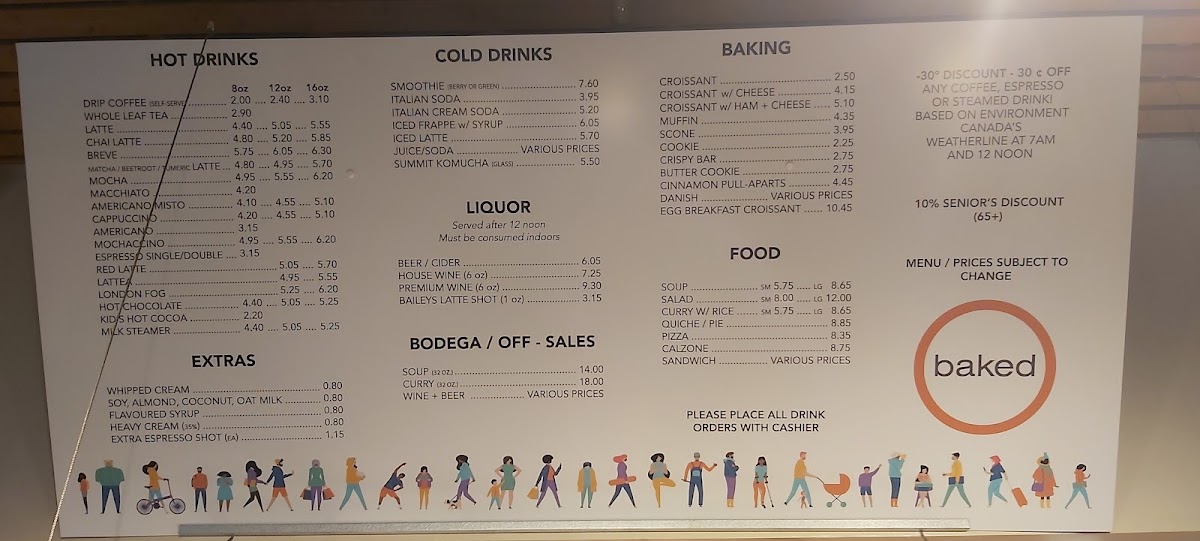 HOT DRINKS
8oz 12oz 16oz
DRIP COFFEE (SELF-SERVE) ........... 2.00 .... 2.40 .... 3.10
WHOLE LEAF TEA ........... 2.90
LATTE ........... 4.40 .... 5.05 .... 5.55
CHAI LATTE ........... 4.80 .... 5.20 .... 5.85
BREVE ........... 5.75 .... 6.05 .... 6.30
MATCHA / BEETROOT / TUMERIC LATTE ... 4.80 .... 4.95 .... 5.70
MOCHA ........... 4.95 .... 5.55 .... 6.20
MACCHIATO ........... 4.20
AMERICANO MISTO ........... 4.10 .... 4.55 .... 5.10
CAPPUCCINO ........... 4.20 .... 4.55 .... 5.10
AMERICANO ........... 3.15
MOCHACCINO ........... 4.95 .... 5.55 .... 6.20
ESPRESSO SINGLE/DOUBLE .... 3.15
RED LATTE ........... 5.05 .... 5.70
LATTEA ........... 4.95 .... 5.55
LONDON FOG ........... 5.25 .... 6.20
HOT CHOCOLATE ........... 4.40 .... 5.05 .... 5.25
KID'S HOT COCOA ........... 2.20
MILK STEAMER ........... 4.40 .... 5.05 .... 5.25
EXTRAS
WHIPPED CREAM ........... 0.80
SOY, ALMOND, COCONUT, OAT MILK ........... 0.80
FLAVOURED SYRUP ........... 0.80
HEAVY CREAM (35%) ........... 0.80
EXTRA ESPRESSO SHOT (EA) ........... 1.15
COLD DRINKS
SMOOTHIE (BERRY OR GREEN) ........... 7.60
ITALIAN SODA ........... 3.95
ITALIAN CREAM SODA ........... 5.20
ICED FRAPPE w/ SYRUP ........... 6.05
ICED LATTE ........... 5.70
JUICE/SODA ........... VARIOUS PRICES
SUMMIT KOMUCHA (GLASS) ........... 5.50
LIQUOR
Served after 12 noon
Must be consumed indoors
BEER / CIDER ........... 6.05
HOUSE WINE (6 oz) ........... 7.25
PREMIUM WINE (6 oz) ........... 9.30
BAILEYS LATTE SHOT (1 oz) ........... 3.15
BODEGA / OFF - SALES
SOUP (32 OZ.) ........... 14.00
CURRY (32 OZ.) ........... 18.00
WINE + BEER ........... VARIOUS PRICES
BAKING
CROISSANT ........... 2.50
CROISSANT w/ CHEESE ........... 4.15
CROISSANT w/ HAM + CHEESE ..... 5.10
MUFFIN ........... 4.35
SCONE ........... 3.95
COOKIE ........... 2.25
CRISPY BAR ........... 2.75
BUTTER COOKIE ........... 2.75
CINNAMON PULL-APARTS ........... 4.45
DANISH ........... VARIOUS PRICES
EGG BREAKFAST CROISSANT ...... 10.45
FOOD
SOUP ........... SM 5.75 ..... LG 8.65
SALAD ........... SM 8.00 ...... LG 12.00
CURRY W/ RICE ....... SM 5.75 ..... LG 8.65
QUICHE / PIE ........... 8.85
PIZZA ........... 8.35
CALZONE ........... 8.75
SANDWICH ........... VARIOUS PRICES
PLEASE PLACE ALL DRINK
ORDERS WITH CASHIER
-30° DISCOUNT - 30 ¢ OFF
ANY COFFEE, ESPRESSO
OR STEAMED DRINK!
BASED ON ENVIRONMENT
CANADA'S
WEATHERLINE AT 7AM
AND 12 NOON
10% SENIOR'S DISCOUNT
(65+)
MENU / PRICES SUBJECT TO
CHANGE
baked